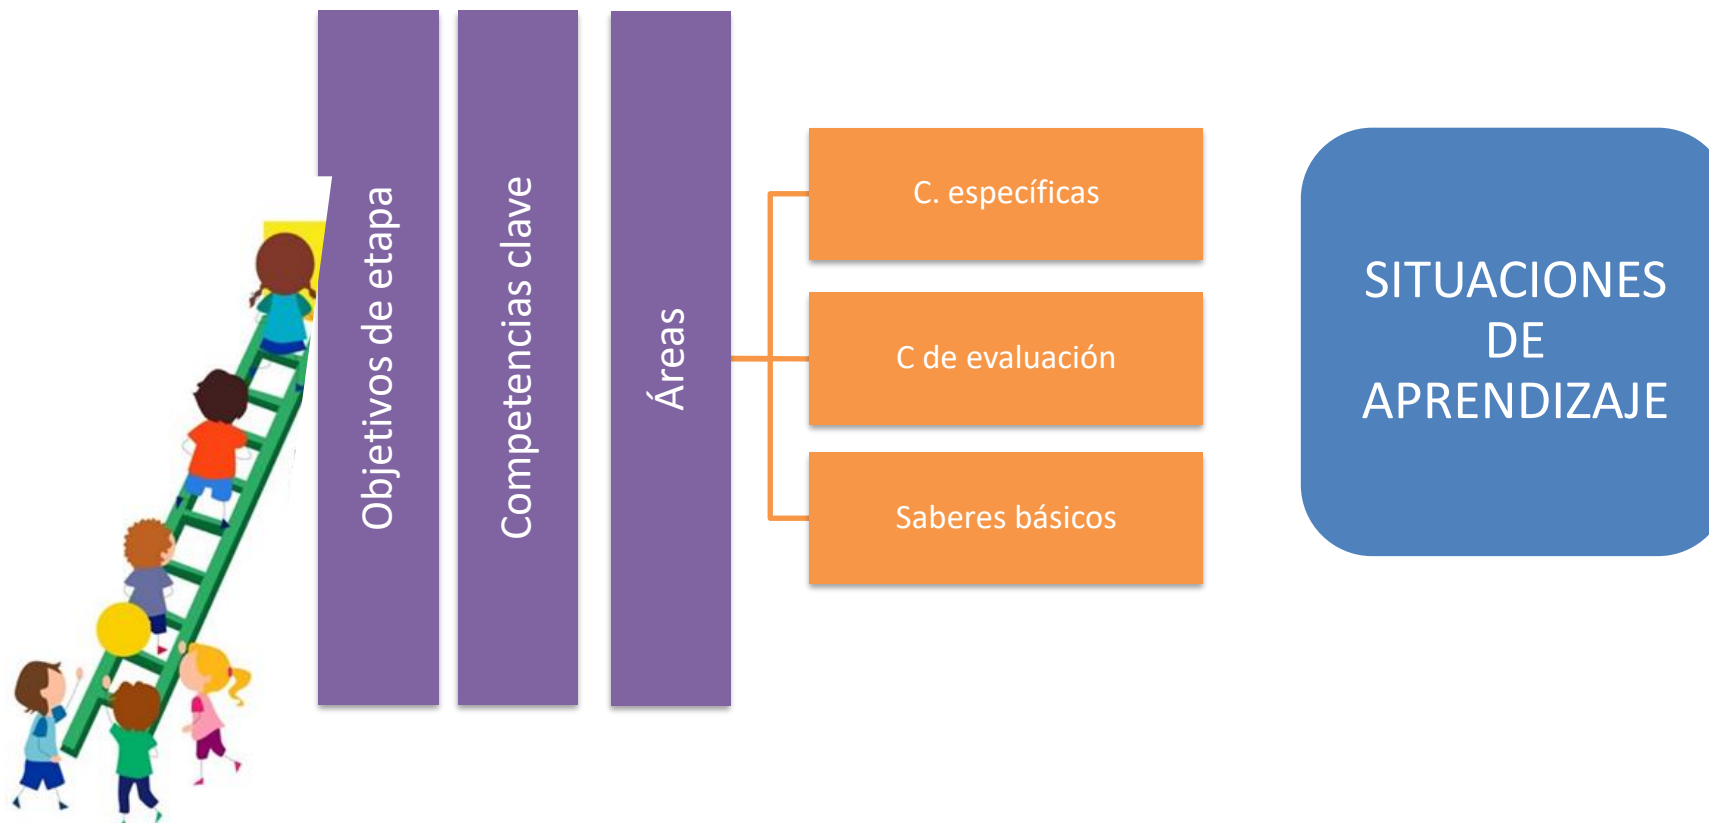 Objetivos de etapa
Competencias clave
Áreas
C. específicas
C de evaluación
Saberes básicos
SITUACIONES
DE
APRENDIZAJE